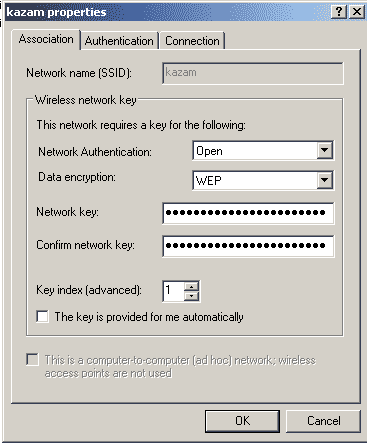 kazam properties
Association
Authentication
Connection
Network name (SSID): kazam
Wireless network key
This network requires a key for the following:
Network Authentication: Open
Data encryption: WEP
Network key: •••••••••••••••••••••••
Confirm network key: •••••••••••••••••••••••
Key index (advanced): 1
The key is provided for me automatically
This is a computer-to-computer (ad hoc) network; wireless
access points are not used
OK
Cancel